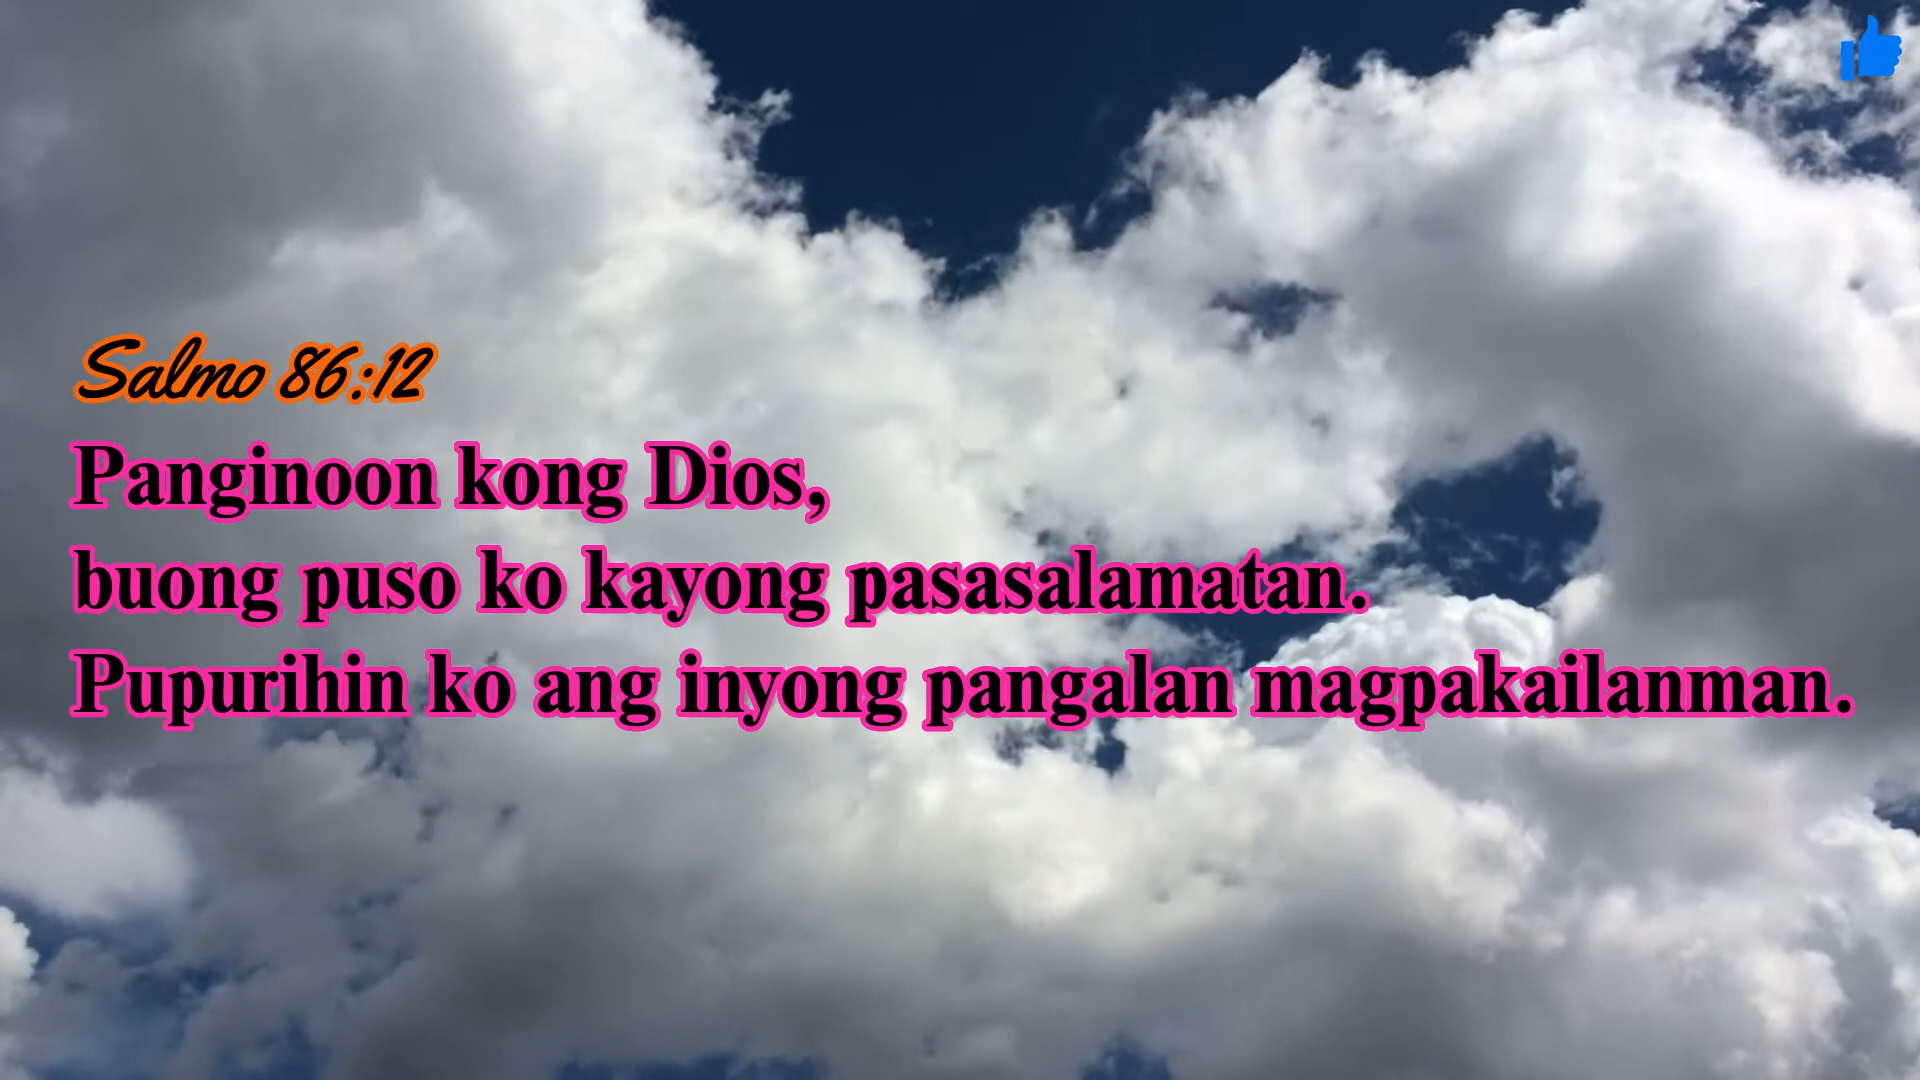 Salmo 86:12
Panginoon kong Dios,
buong puso ko kayong pasasalamatan.
Pupurihin ko ang inyong pangalan magpakailanman.